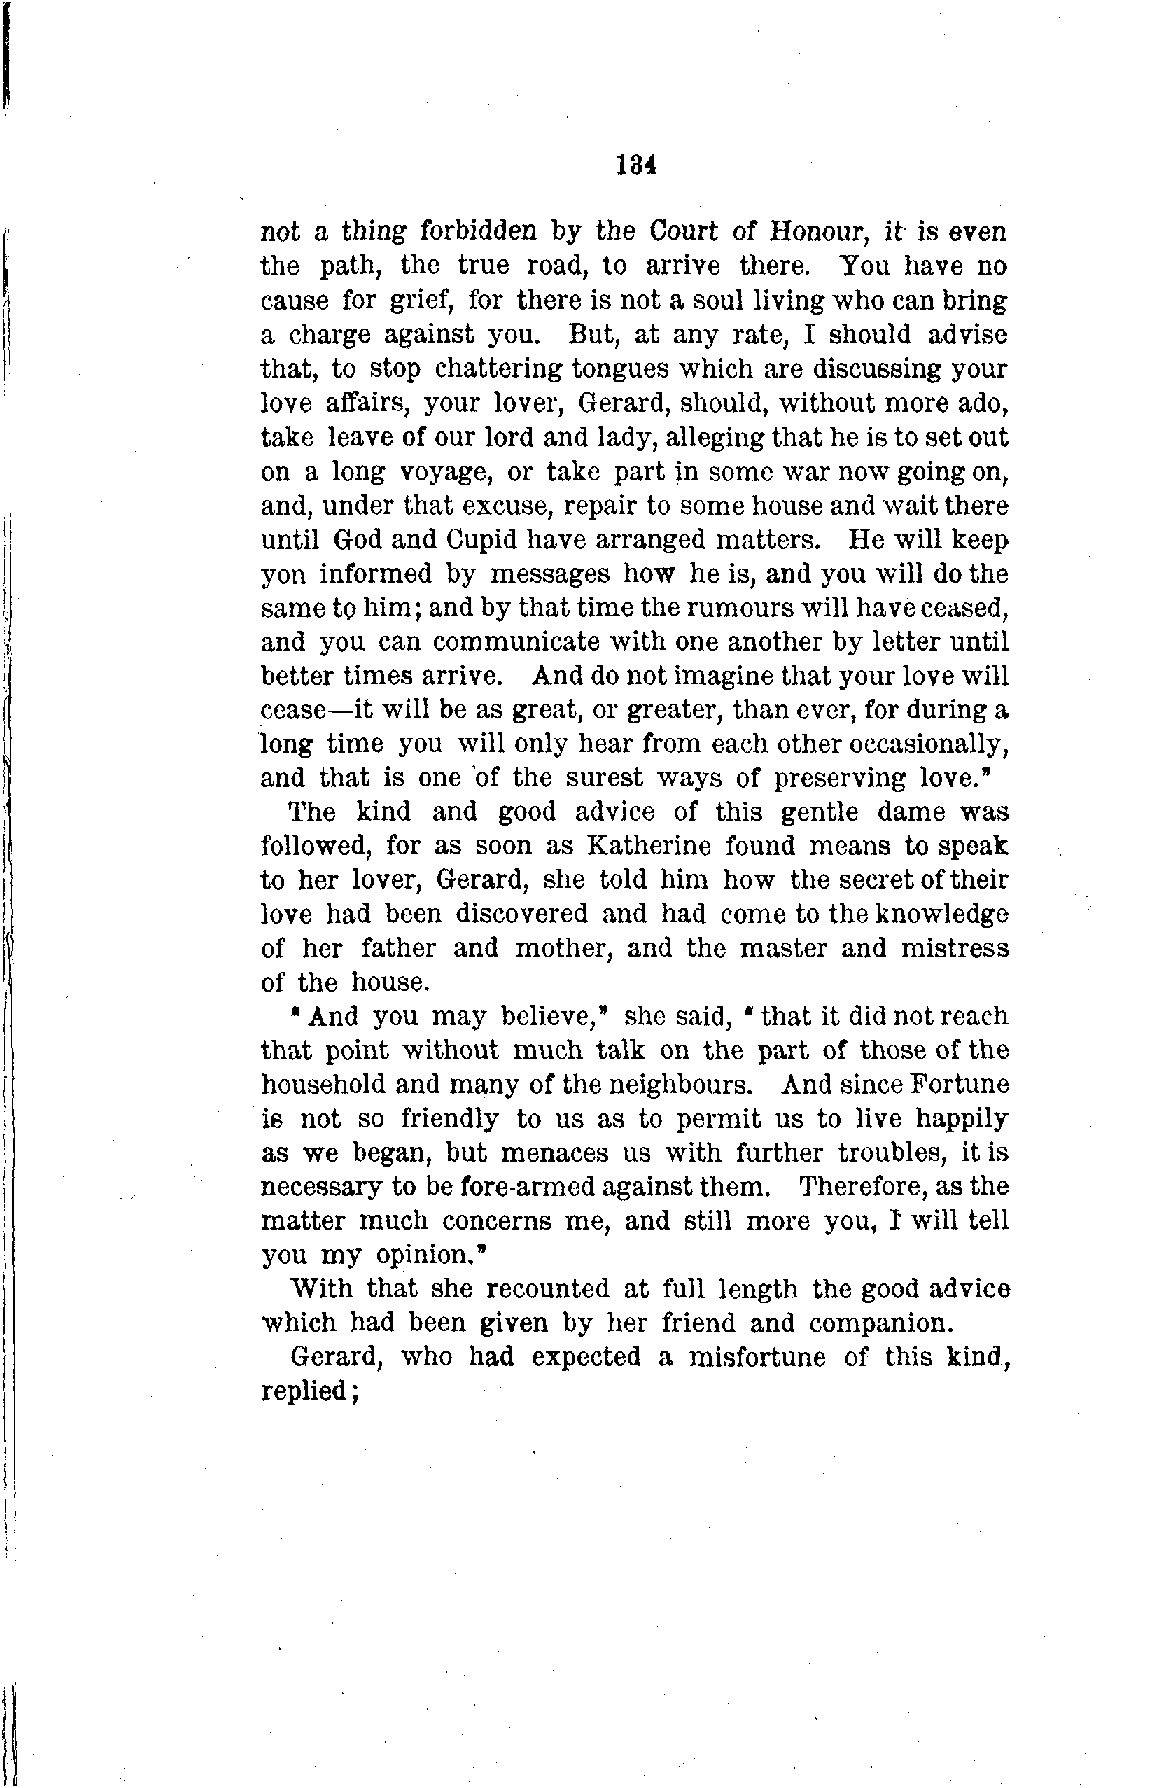 134
not a thing forbidden by the Court of Honour, it is even
the path, the true road, to arrive there. You have no
cause for grief, for there is not a soul living who can bring
a charge against you. But, at any rate, I should advise
that, to stop chattering tongues which are discussing your
love affairs, your lover, Gerard, should, without more ado,
take leave of our lord and lady, alleging that he is to set out
on a long voyage, or take part in some war now going on,
and, under that excuse, repair to some house and wait there
until God and Cupid have arranged matters. He will keep
yon informed by messages how he is, and you will do the
same to him; and by that time the rumours will have ceased,
and you can communicate with one another by letter until
better times arrive. And do not imagine that your love will
cease—it will be as great, or greater, than ever, for during a
long time you will only hear from each other occasionally,
and that is one of the surest ways of preserving love."
The kind and good advice of this gentle dame was
followed, for as soon as Katherine found means to speak
to her lover, Gerard, she told him how the secret of their
love had been discovered and had come to the knowledge
of her father and mother, and the master and mistress
of the house.
"And you may believe," she said, "that it did not reach
that point without much talk on the part of those of the
household and many of the neighbours. And since Fortune
is not so friendly to us as to permit us to live happily
as we began, but menaces us with further troubles, it is
necessary to be fore-armed against them. Therefore, as the
matter much concerns me, and still more you, I will tell
you my opinion."
With that she recounted at full length the good advice
which had been given by her friend and companion.
Gerard, who had expected a misfortune of this kind,
replied;